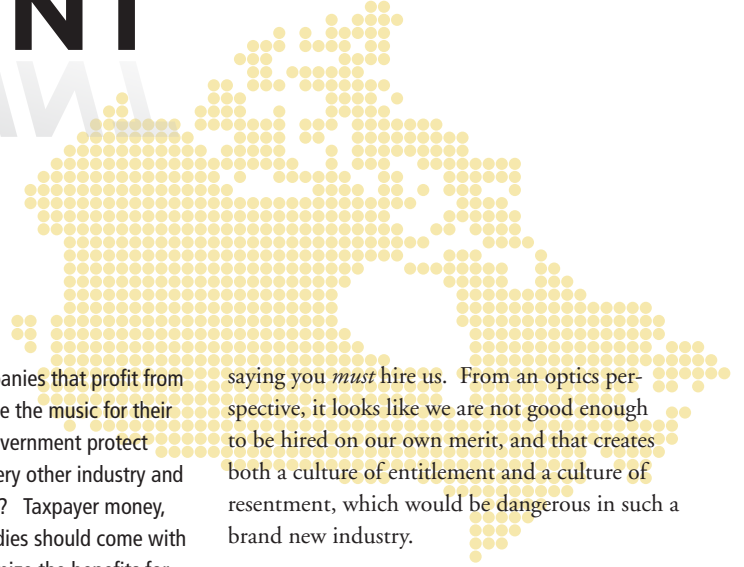 NT
panies that profit from
e the music for their
overnment protect
ery other industry and
? Taxpayer money,
dies should come with
saying you must hire us. From an optics per-
spective, it looks like we are not good enough
to be hired on our own merit, and that creates
both a culture of entitlement and a culture of
resentment, which would be dangerous in such a
brand new industry.